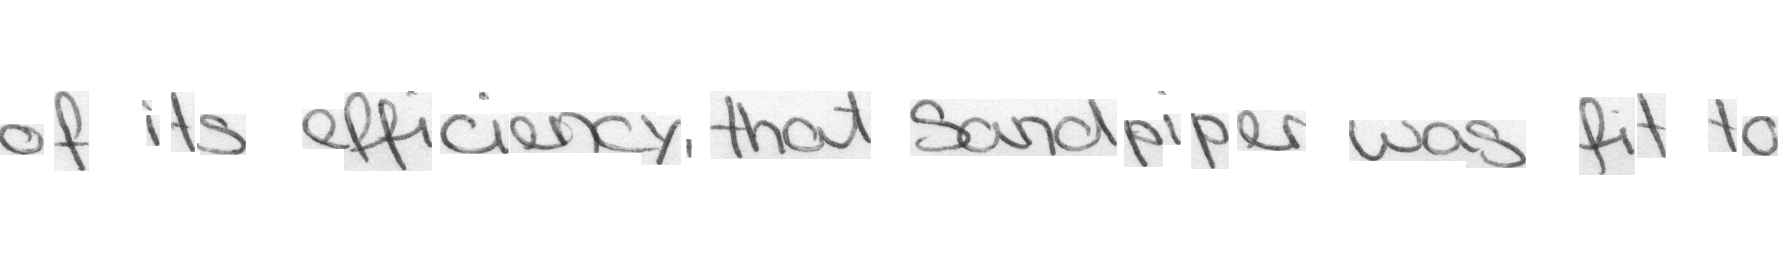 of its efficiency, that Sandpiper was fit to